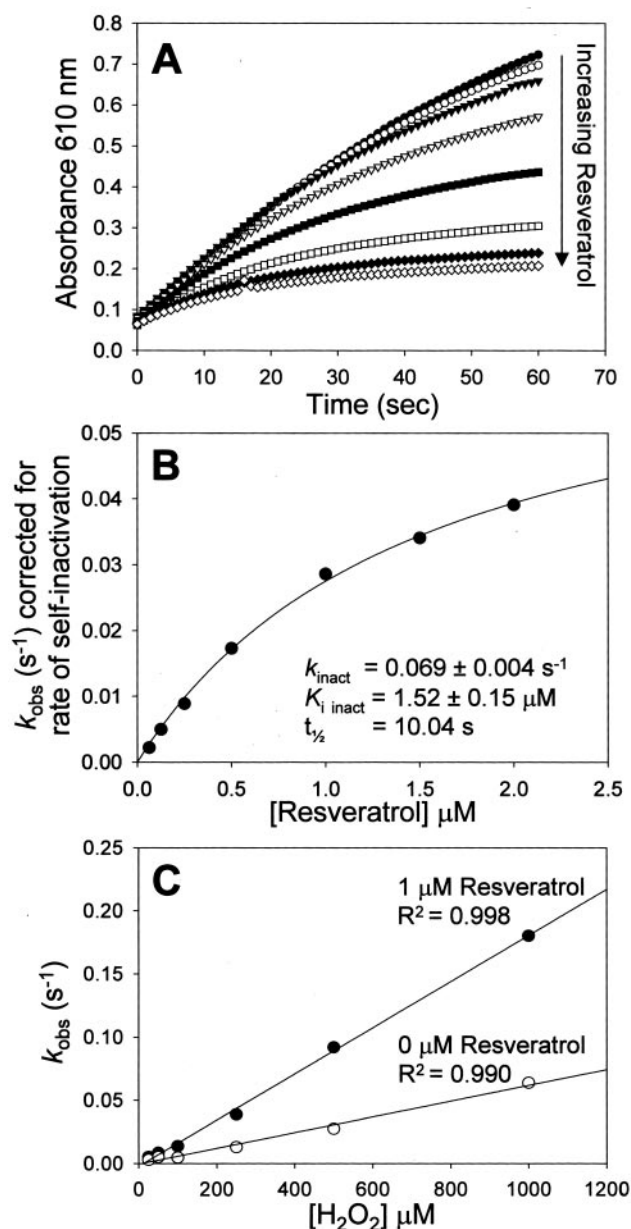 A
0.8
0.7
0.6
0.5
0.4
0.3
0.2
0.1
0.0
Absorbance 610 nm
Increasing Resveratrol
0 10 20 30 40 50 60 70
Time (sec)
B
0.05
0.04
0.03
0.02
0.01
0.00
k_obs (s⁻¹) corrected for
rate of self-inactivation
k_inact = 0.069 ± 0.004 s⁻¹
K_i inact = 1.52 ± 0.15 μM
t_½ = 10.04 s
0.0 0.5 1.0 1.5 2.0 2.5
[Resveratrol] μM
C
0.25
0.20
0.15
0.10
0.05
0.00
k_obs (s⁻¹)
1 μM Resveratrol
R² = 0.998
0 μM Resveratrol
R² = 0.990
0 200 400 600 800 1000 1200
[H₂O₂] μM